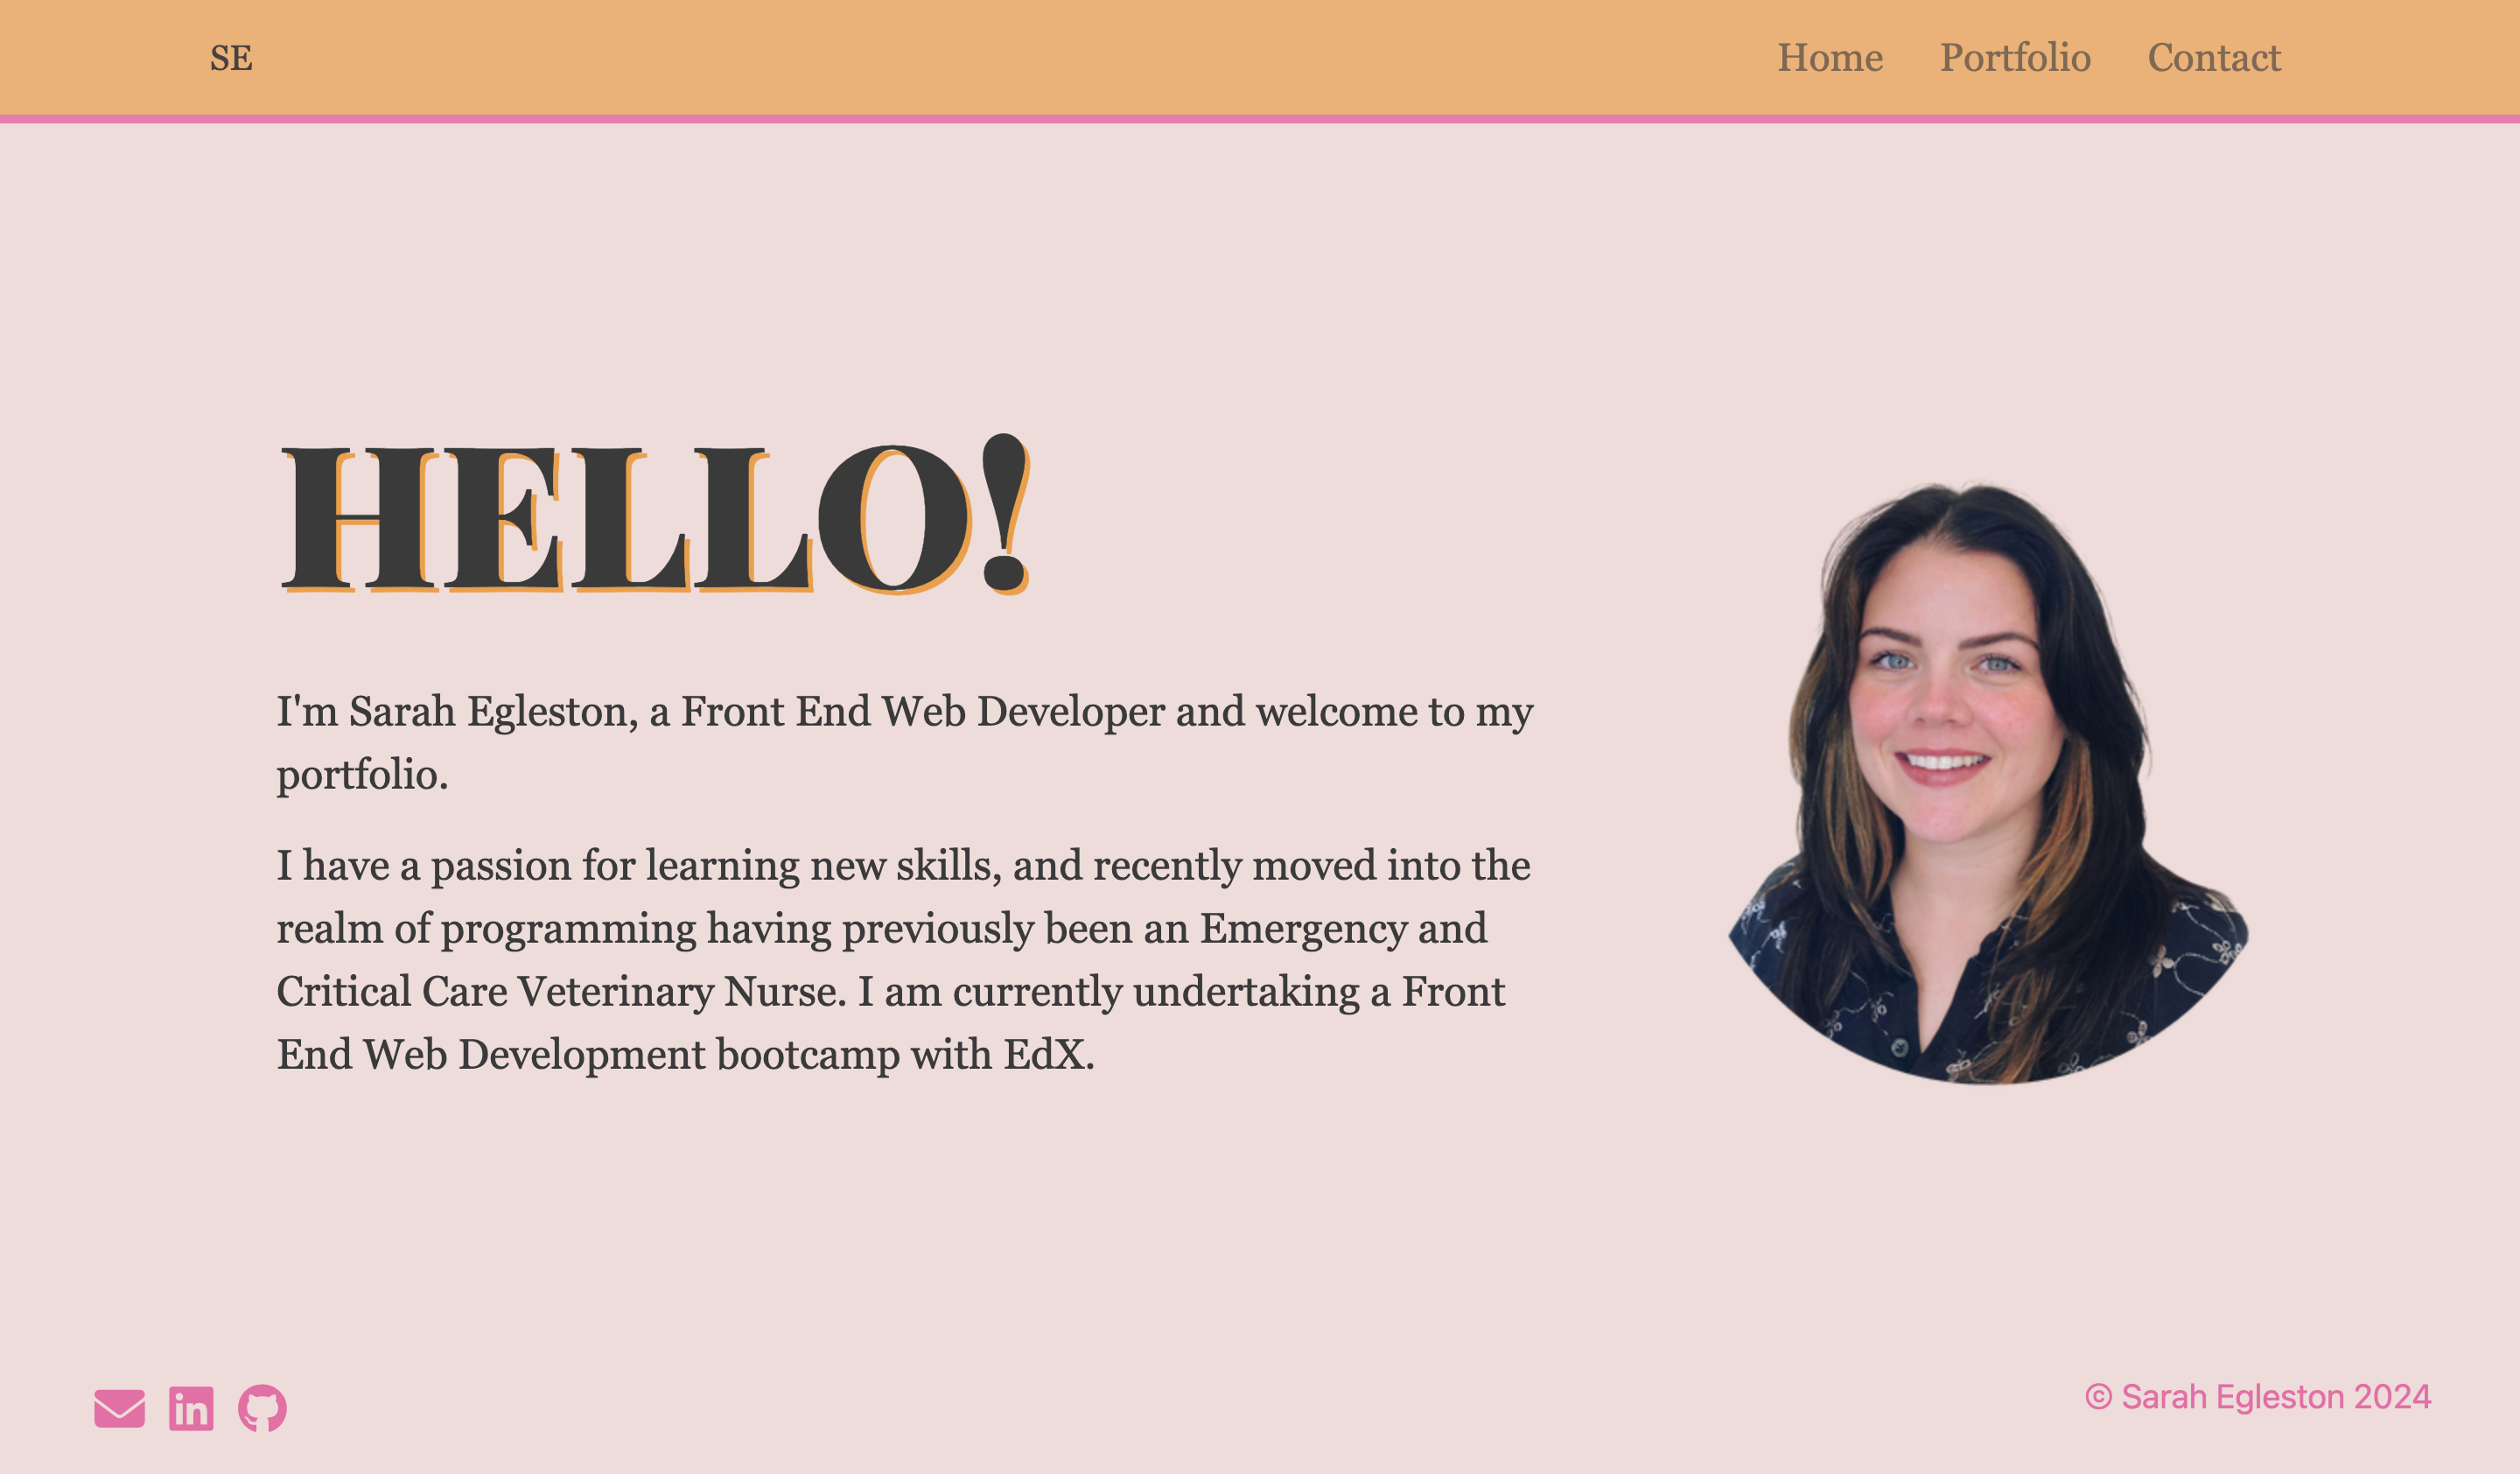 SE
Home Portfolio Contact
HELLO!
I'm Sarah Egleston, a Front End Web Developer and welcome to my
portfolio.
I have a passion for learning new skills, and recently moved into the
realm of programming having previously been an Emergency and
Critical Care Veterinary Nurse. I am currently undertaking a Front
End Web Development bootcamp with EdX.
in
© Sarah Egleston 2024